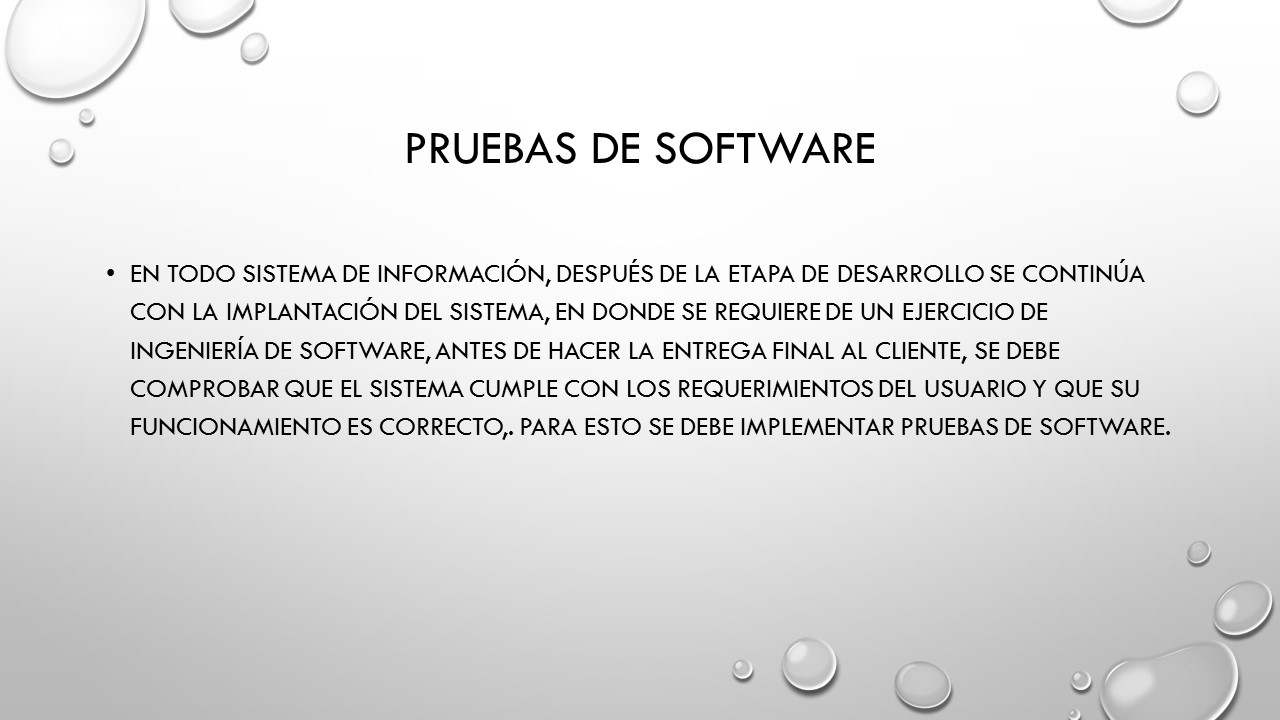 PRUEBAS DE SOFTWARE
• EN TODO SISTEMA DE INFORMACIÓN, DESPUÉS DE LA ETAPA DE DESARROLLO SE CONTINÚA
CON LA IMPLANTACIÓN DEL SISTEMA, EN DONDE SE REQUIERE DE UN EJERCICIO DE
INGENIERÍA DE SOFTWARE, ANTES DE HACER LA ENTREGA FINAL AL CLIENTE, SE DEBE
COMPROBAR QUE EL SISTEMA CUMPLE CON LOS REQUERIMIENTOS DEL USUARIO Y QUE SU
FUNCIONAMIENTO ES CORRECTO,. PARA ESTO SE DEBE IMPLEMENTAR PRUEBAS DE SOFTWARE.